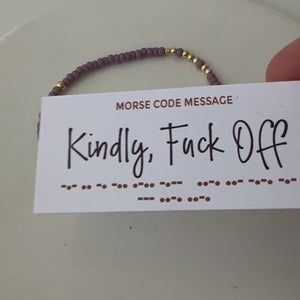 MORSE CODE MESSAGE
Kindly, Fuck Off
-.- .. -. -.. .-.. -.-- ..-. ..- -.-. -.-
--- ..-. ..-.